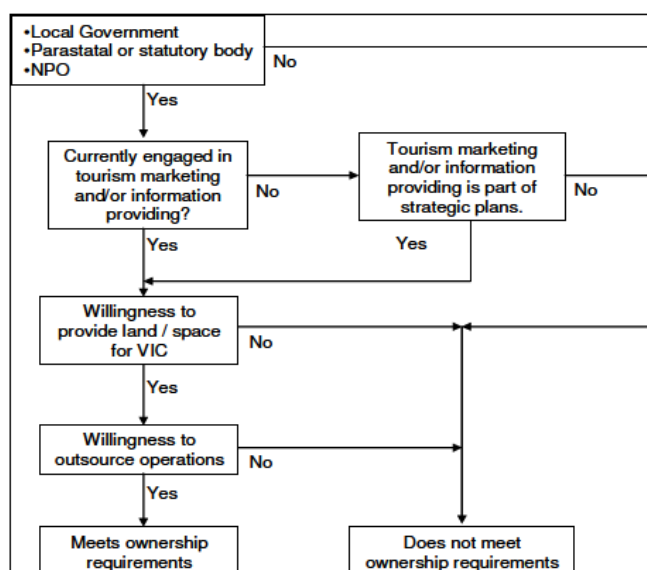 •Local Government
•Parastatal or statutory body
•NPO
No
Yes
Currently engaged in
tourism marketing
and/or information
providing?
No
Tourism marketing
and/or information
providing is part of
strategic plans.
No
Yes
Yes
Willingness to
provide land / space
for VIC
No
Yes
Willingness to
outsource operations
No
Yes
Meets ownership
requirements
Does not meet
ownership requirements